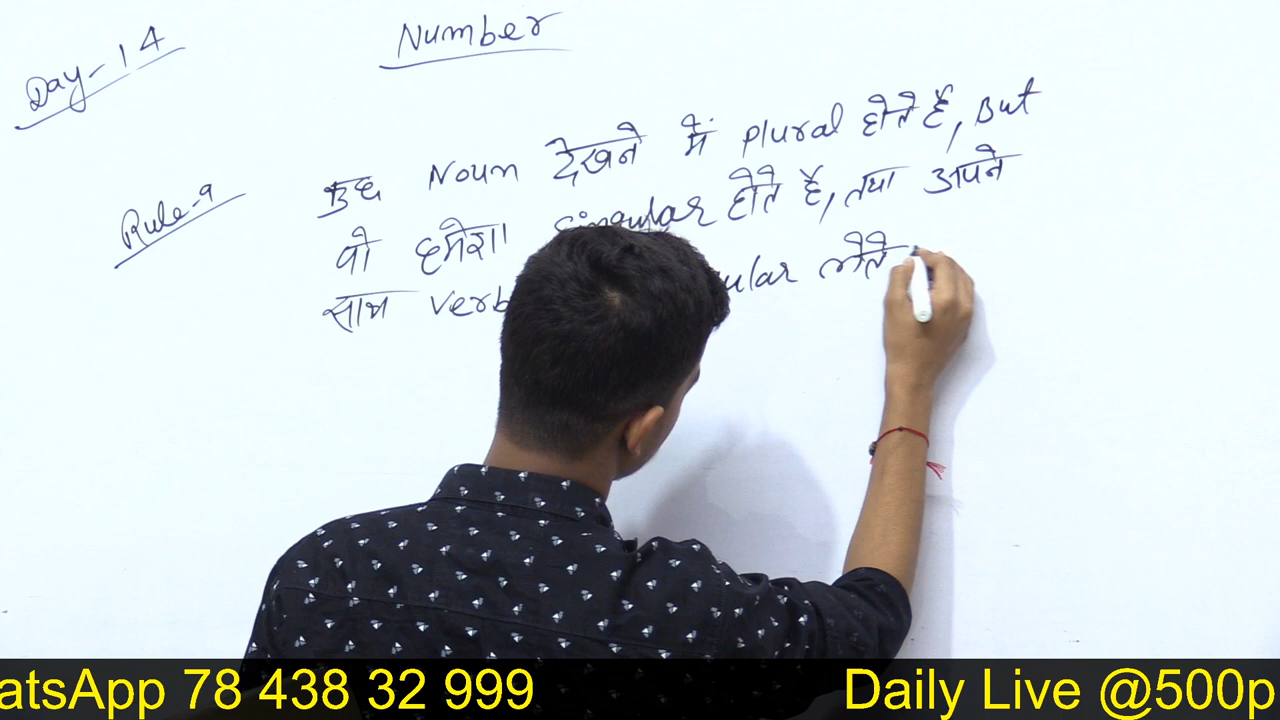 Day-14
Number
Rule-9
कुछ Noun देखने में plural होते हैं, But
वो हमेशा singular होते हैं, तथा अपने
साथ verb ular लेते
atsApp 78 438 32 999
Daily Live @500p